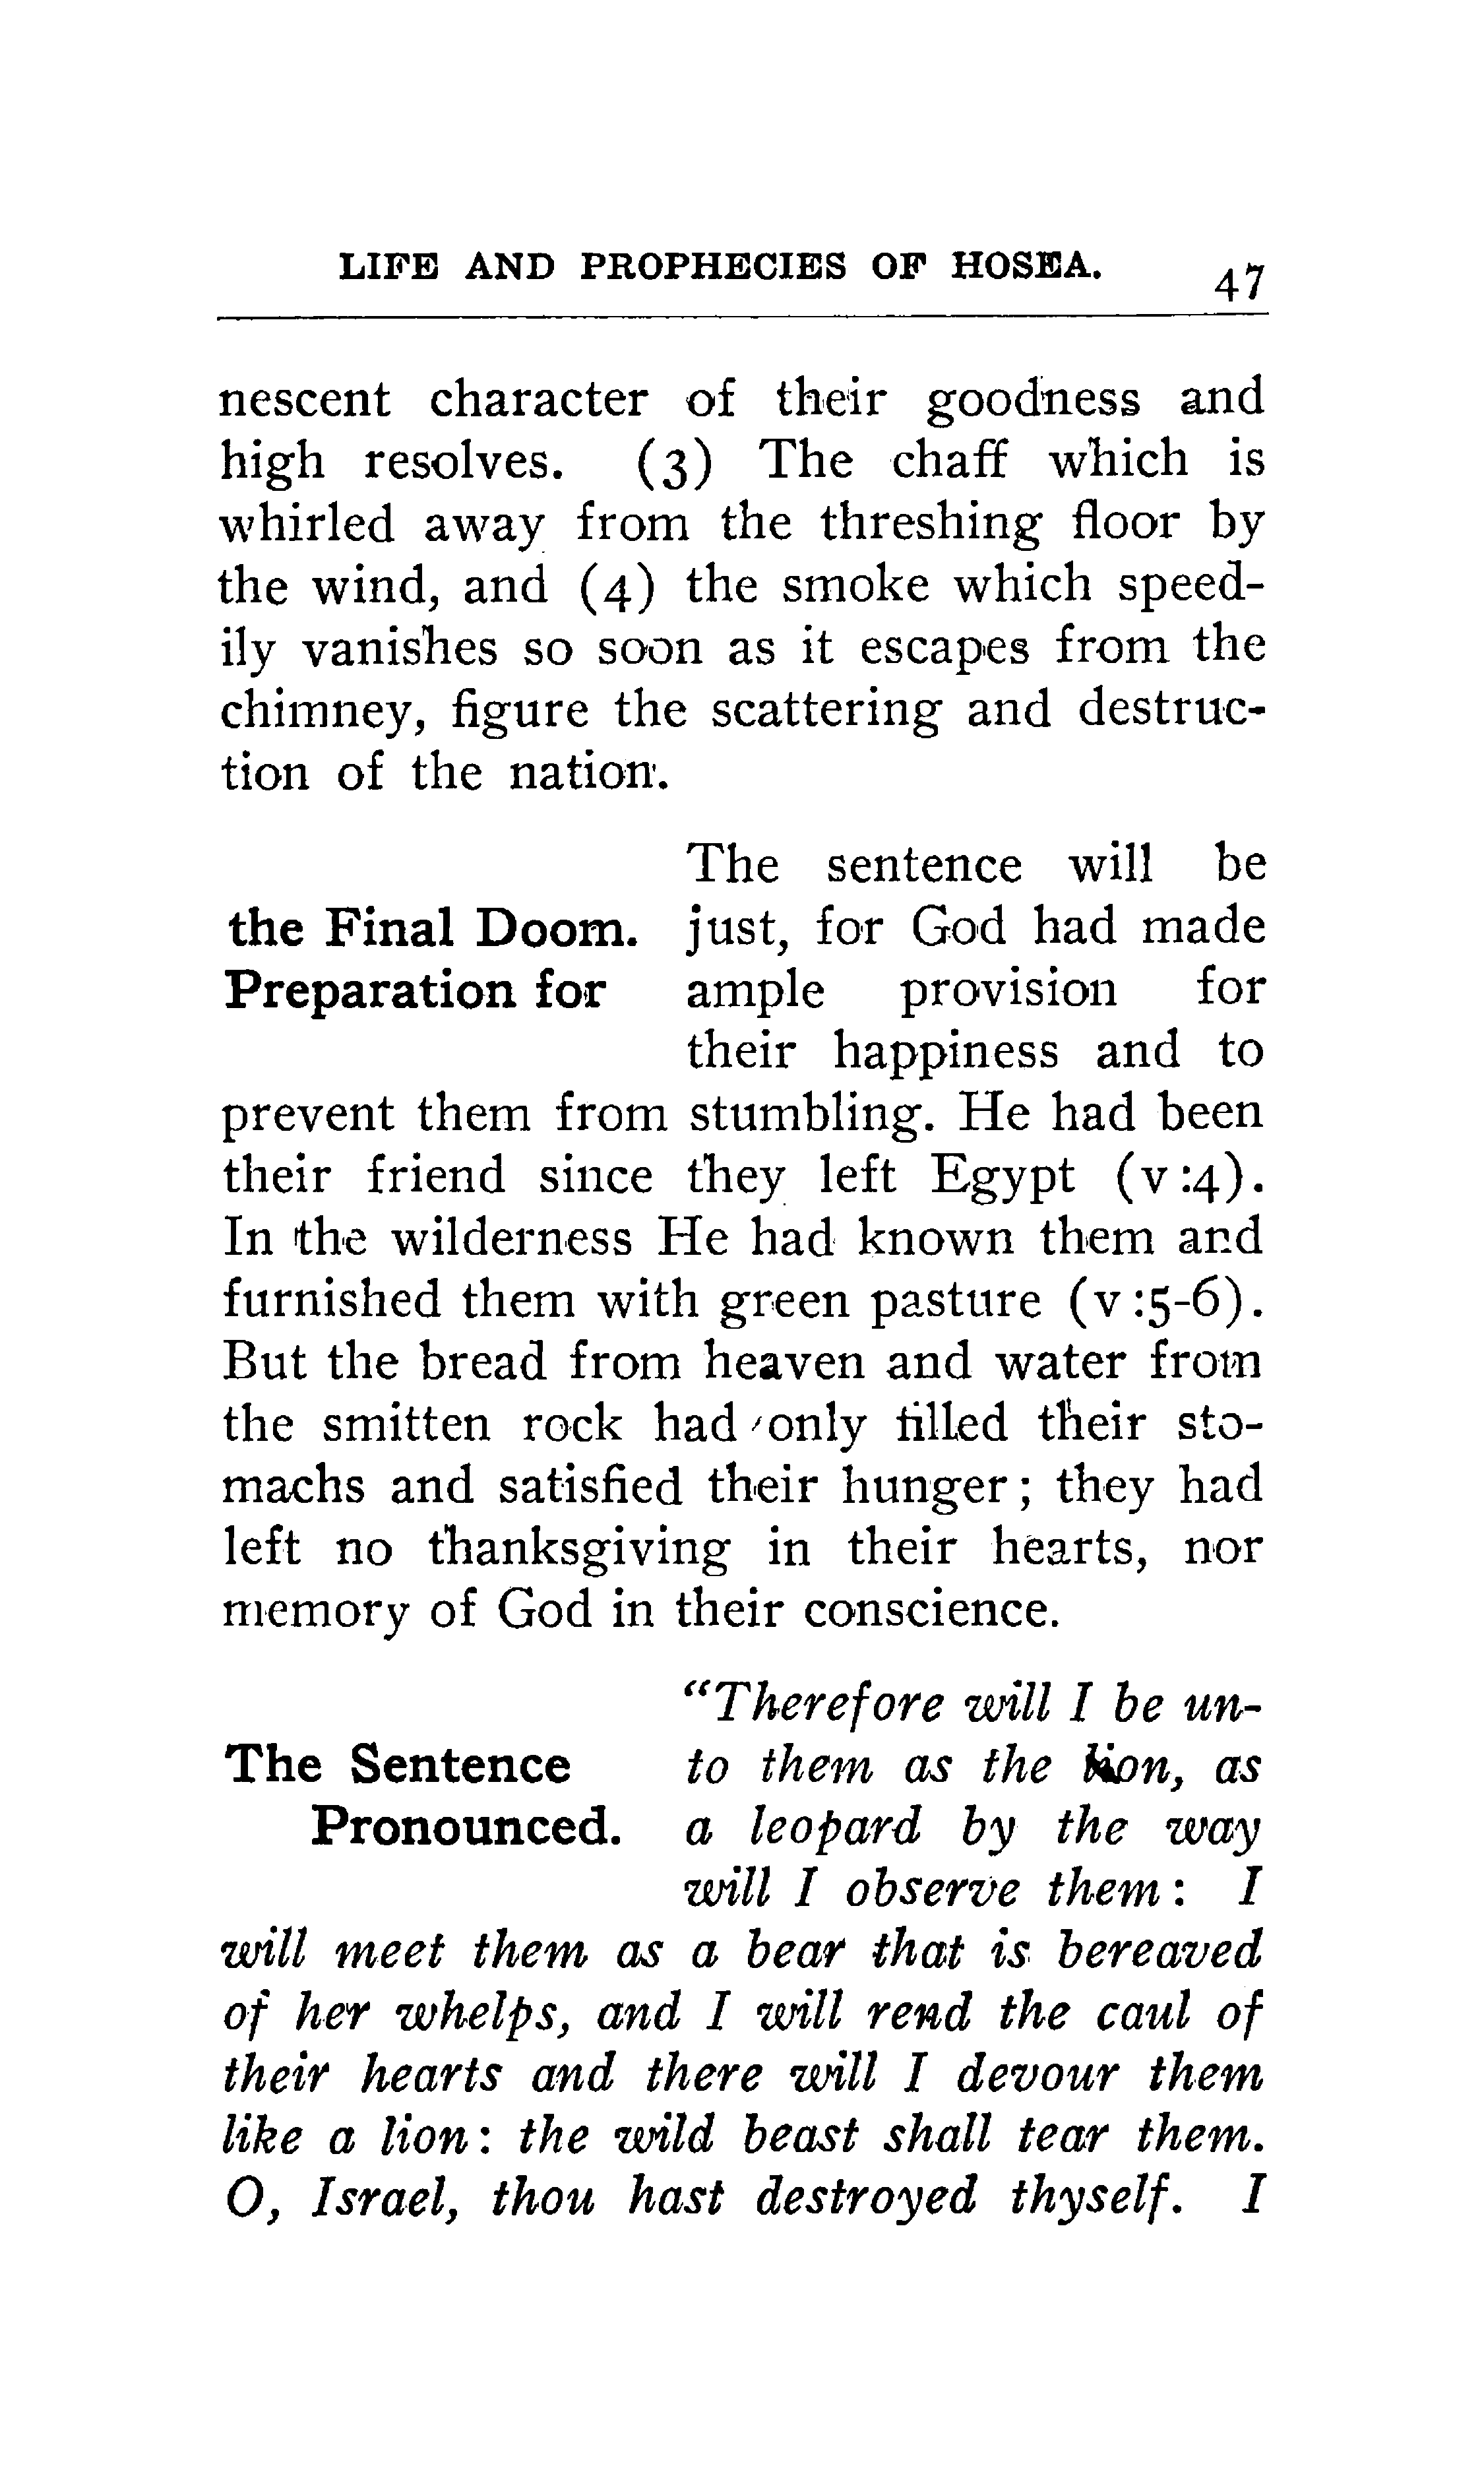 LIFE AND PROPHECIES OF HOSEA. 47
nescent character of their goodness and
high resolves. (3) The chaff which is
whirled away from the threshing floor by
the wind, and (4) the smoke which speed-
ily vanishes so soon as it escapes from the
chimney, figure the scattering and destruc-
tion of the nation.
The sentence will be
the Final Doom. just, for God had made
Preparation for ample provision for
their happiness and to
prevent them from stumbling. He had been
their friend since they left Egypt (v:4).
In the wilderness He had known them and
furnished them with green pasture (v:5-6).
But the bread from heaven and water from
the smitten rock had only filled their sto-
machs and satisfied their hunger; they had
left no thanksgiving in their hearts, nor
memory of God in their conscience.
"Therefore will I be un-
The Sentence to them as the lion, as
Pronounced. a leopard by the way
will I observe them: I
will meet them as a bear that is bereaved
of her whelps, and I will rend the caul of
their hearts and there will I devour them
like a lion: the wild beast shall tear them.
O, Israel, thou hast destroyed thyself. I